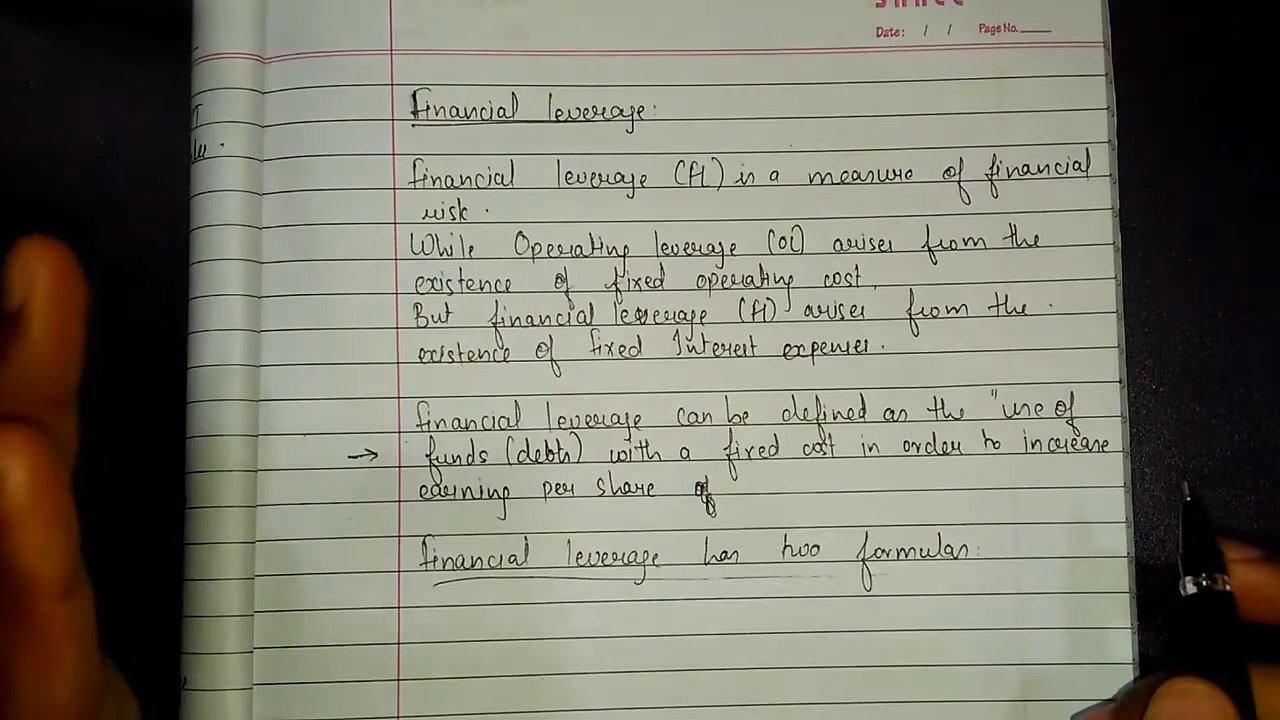 Date: / / Page No.
Financial leverage:
financial leverage (fL) is a measure of financial
risk.
While Operating leverage (OL) arises from the
existence of fixed operating cost.
But financial leverage (fL) arises from the.
existence of fixed Interest expenses.
financial leverage can be defined as the "use of
→ funds (debt) with a fixed cost in order to increase
earning per share of
financial leverage has two formulas: